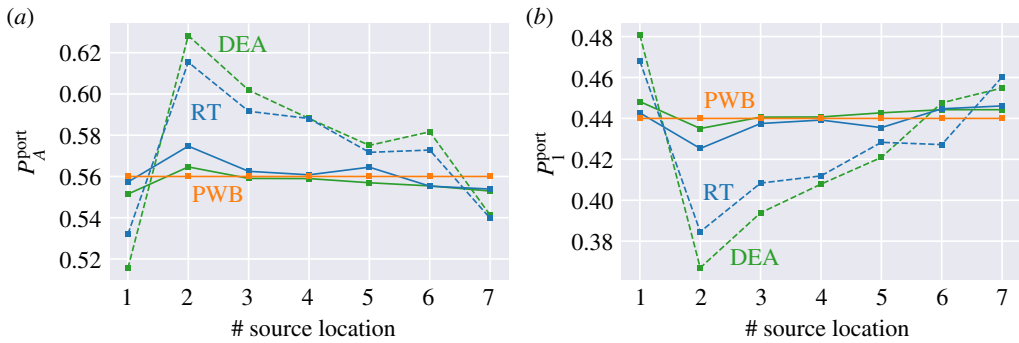 (a)
0.62
0.60
0.58
0.56
0.54
0.52
P_A^port
DEA
RT
PWB
1 2 3 4 5 6 7
# source location
(b)
0.48
0.46
0.44
0.42
0.40
0.38
P_1^port
PWB
RT
DEA
1 2 3 4 5 6 7
# source location